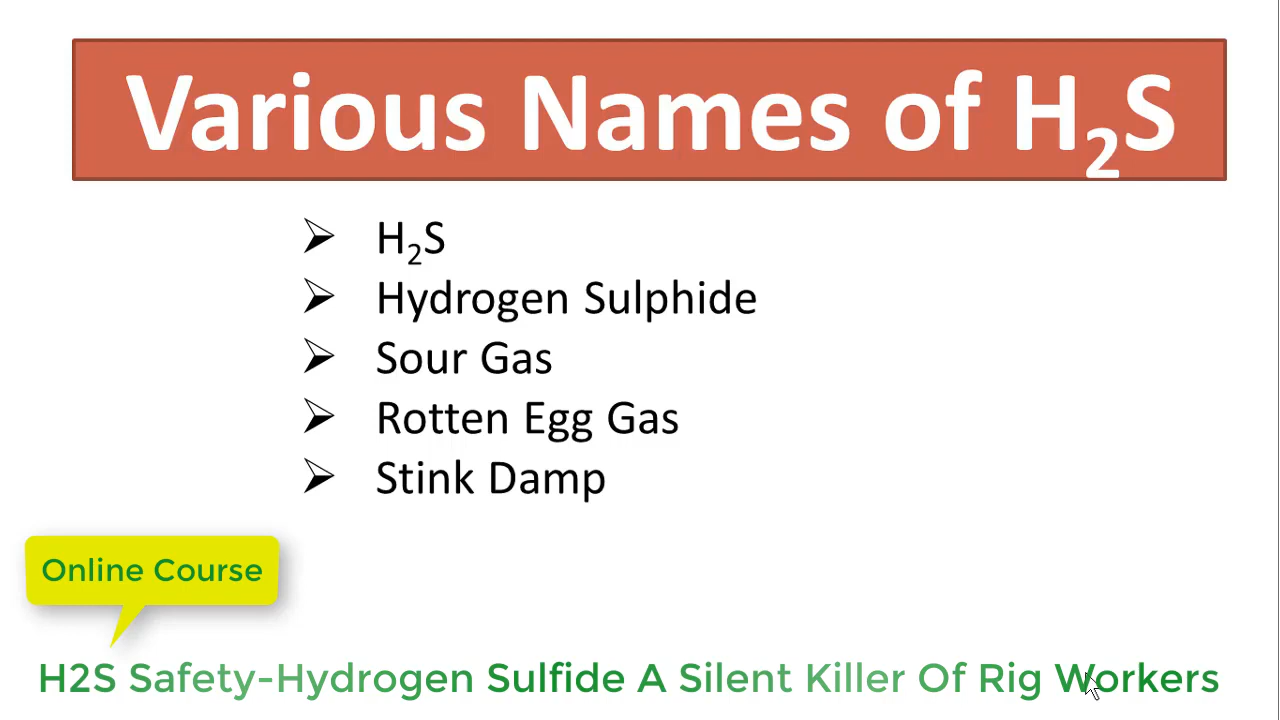 Various Names of H₂S
H₂S
Hydrogen Sulphide
Sour Gas
Rotten Egg Gas
Stink Damp
Online Course
H2S Safety-Hydrogen Sulfide A Silent Killer Of Rig Workers